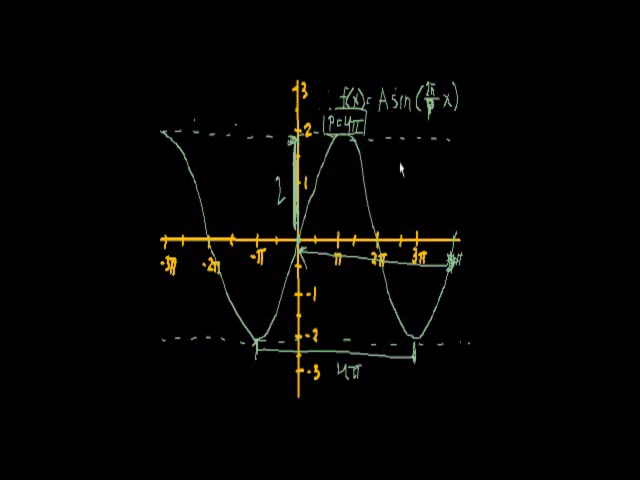 3
f(x) = A sin(2π/p x)
P = 4π
2
2
1
-3π -2π -π π 2π 3π
-1
-2
-3
4π